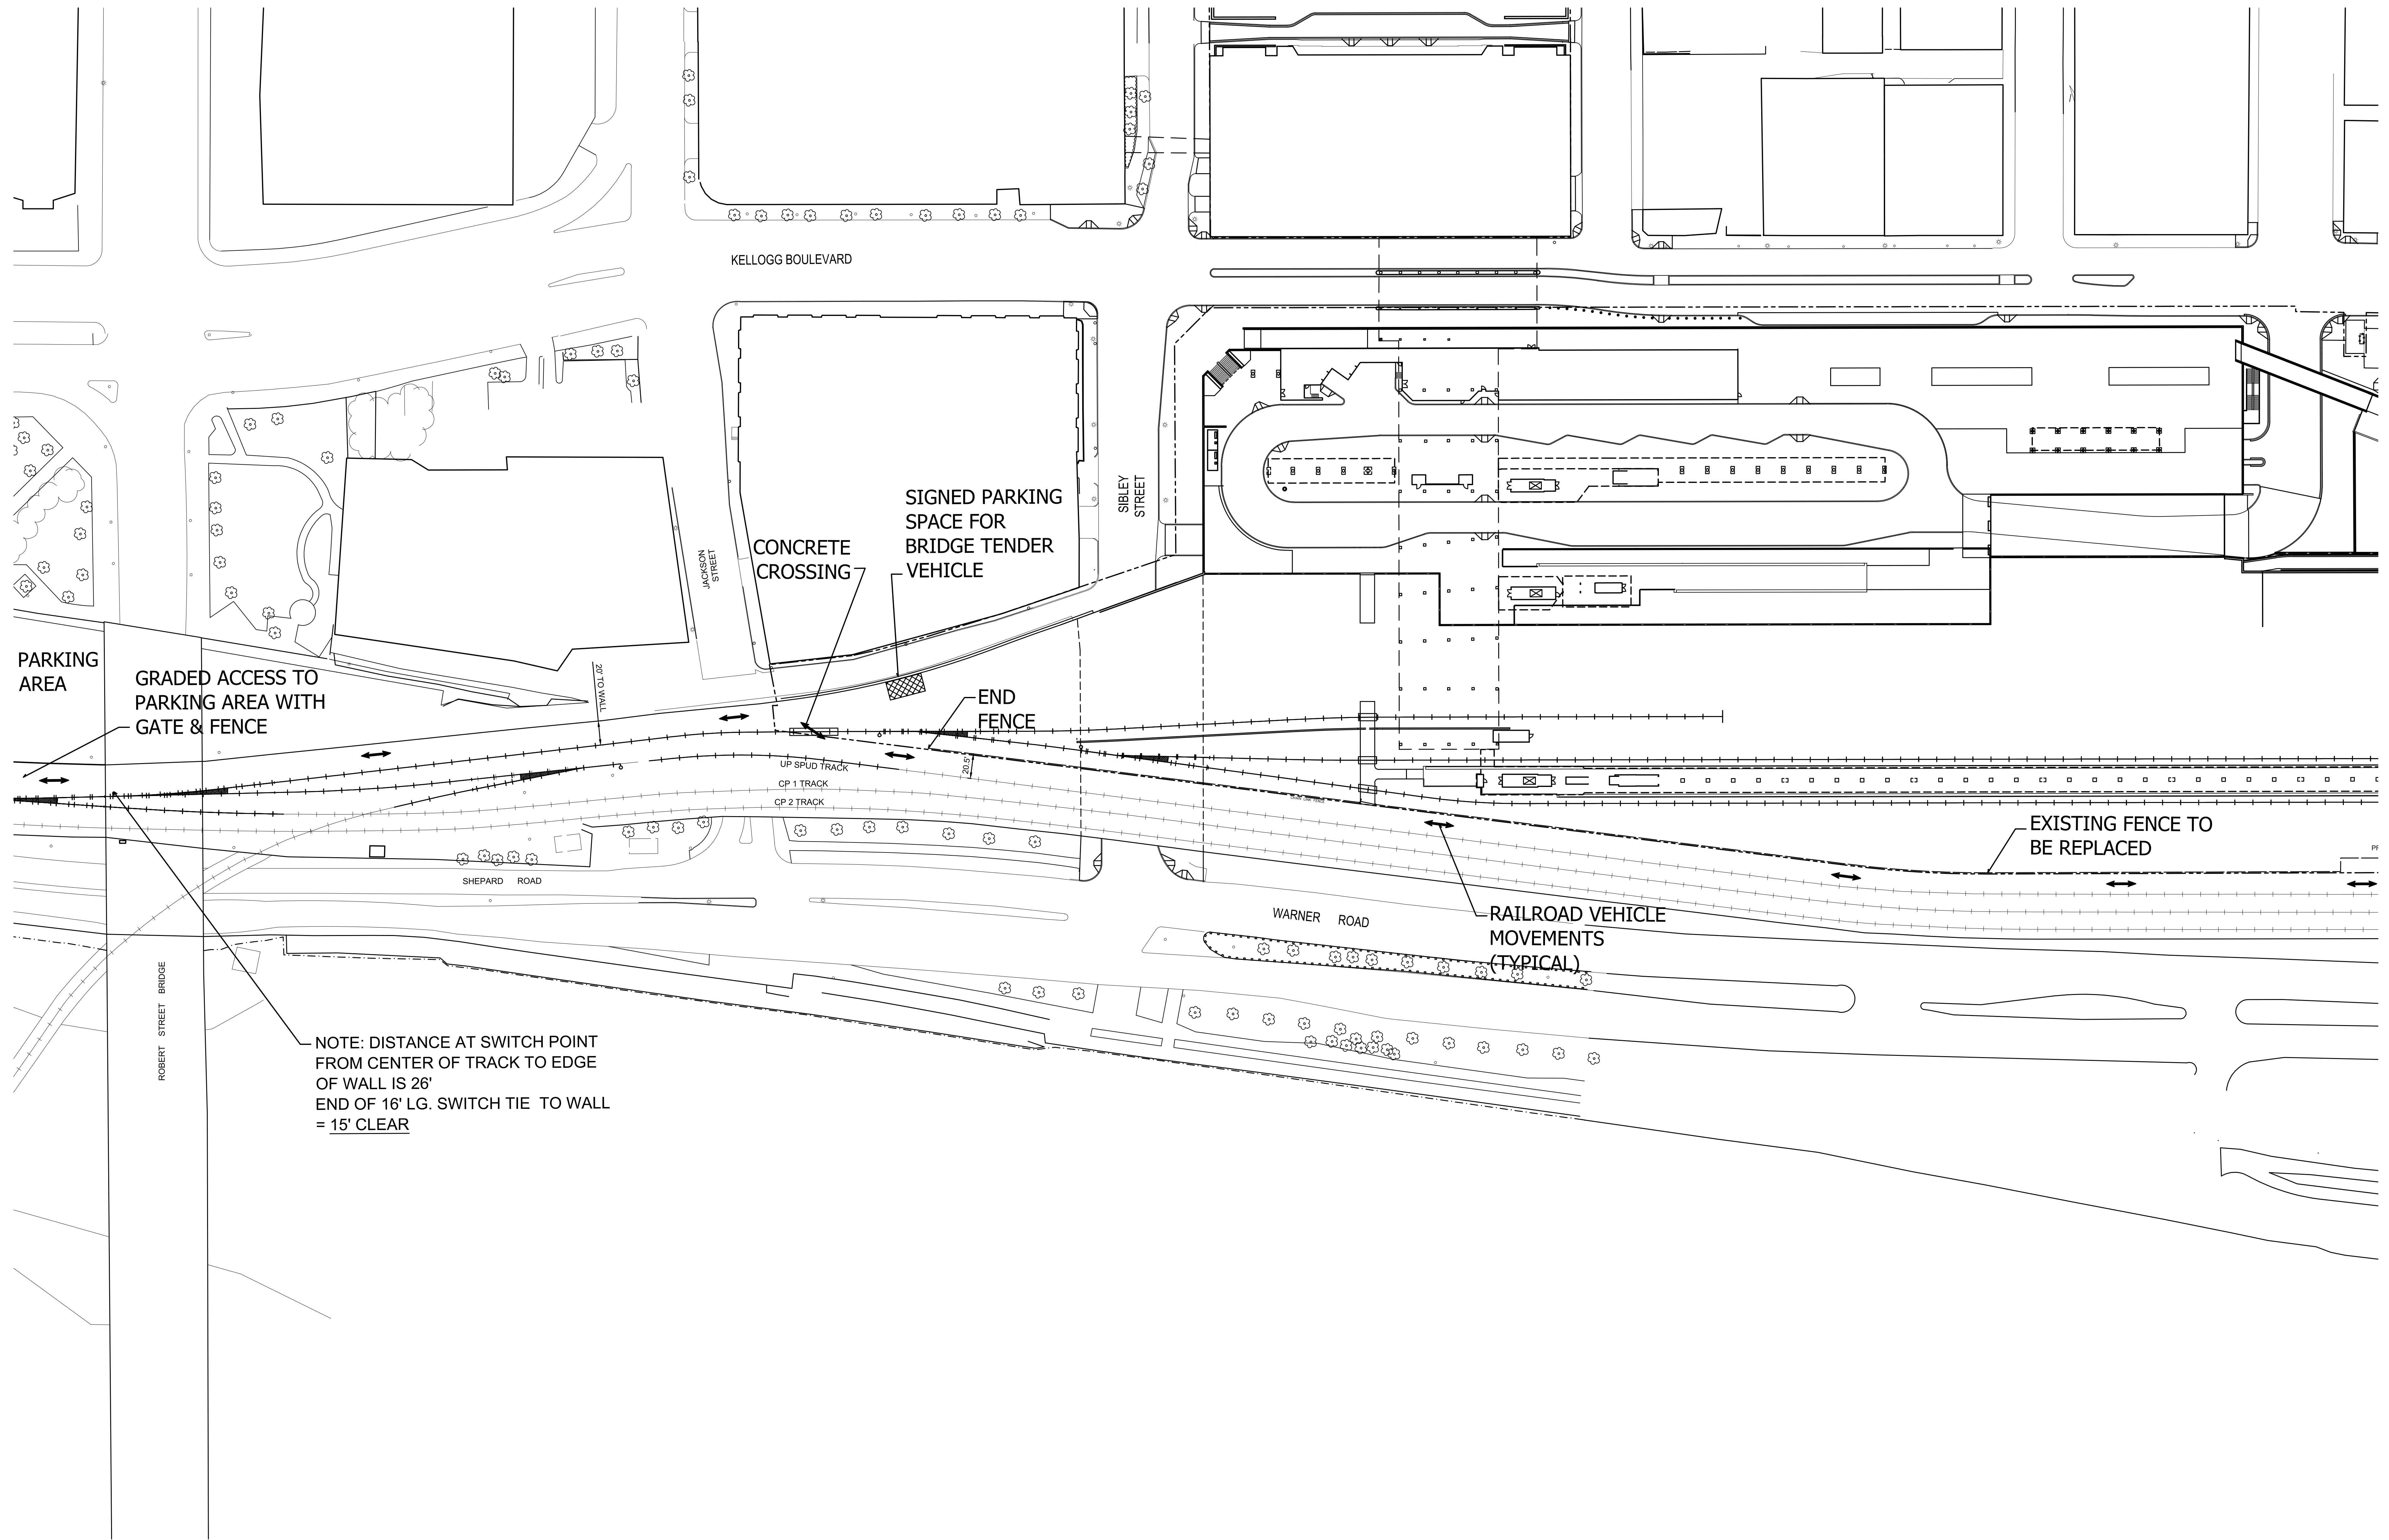 KELLOGG BOULEVARD
SIBLEY
STREET
SIGNED PARKING
SPACE FOR
BRIDGE TENDER
VEHICLE
CONCRETE
CROSSING
JACKSON
STREET
PARKING
AREA
GRADED ACCESS TO
PARKING AREA WITH
GATE & FENCE
20' TO WALL
END
FENCE
20.5'
UP SPUD TRACK
CP 1 TRACK
CP 2 TRACK
EXISTING FENCE TO
BE REPLACED
SHEPARD ROAD
WARNER ROAD
RAILROAD VEHICLE
MOVEMENTS
(TYPICAL)
ROBERT STREET BRIDGE
NOTE: DISTANCE AT SWITCH POINT
FROM CENTER OF TRACK TO EDGE
OF WALL IS 26'
END OF 16' LG. SWITCH TIE TO WALL
= 15' CLEAR